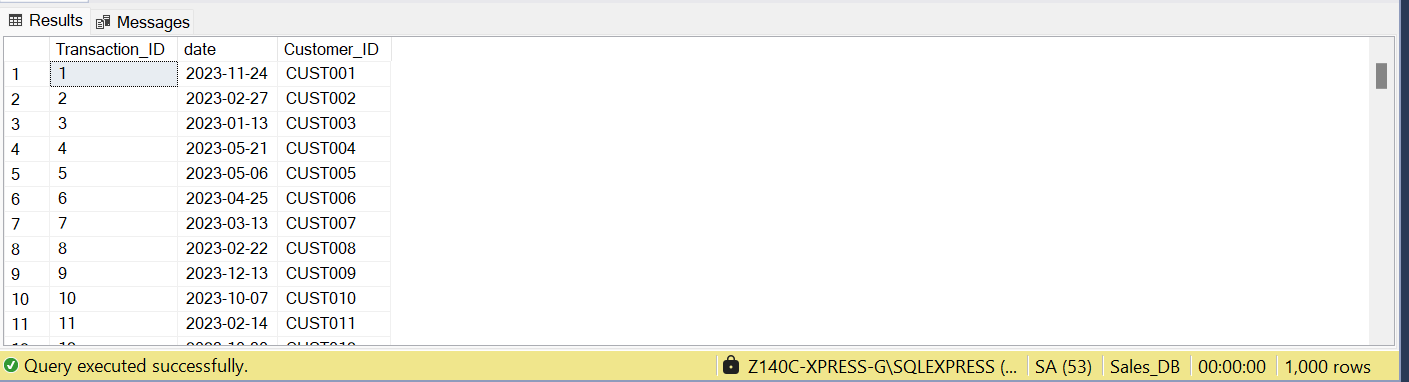 Results Messages
Transaction_ID date Customer_ID
1 1 2023-11-24 CUST001
2 2 2023-02-27 CUST002
3 3 2023-01-13 CUST003
4 4 2023-05-21 CUST004
5 5 2023-05-06 CUST005
6 6 2023-04-25 CUST006
7 7 2023-03-13 CUST007
8 8 2023-02-22 CUST008
9 9 2023-12-13 CUST009
10 10 2023-10-07 CUST010
11 11 2023-02-14 CUST011
Query executed successfully. Z140C-XPRESS-G\SQLEXPRESS (... SA (53) Sales_DB 00:00:00 1,000 rows